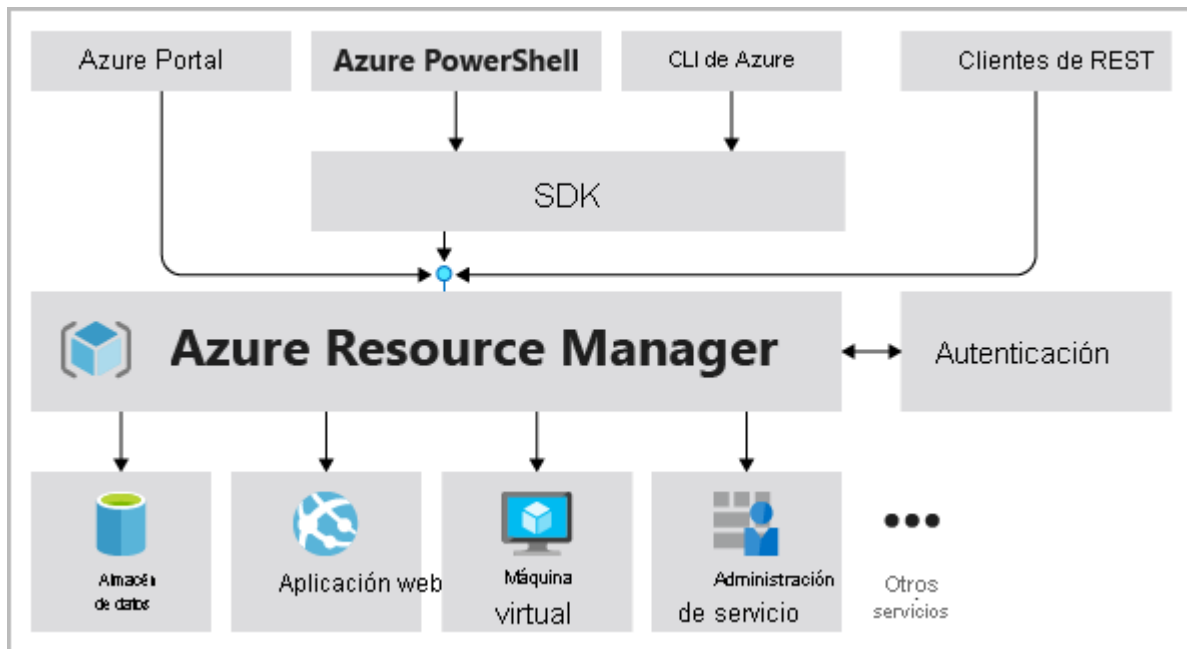 Azure Portal
Azure PowerShell
CLI de Azure
Clientes de REST
SDK
Azure Resource Manager
Autenticación
Almacén
de datos
Aplicación web
Máquina
virtual
Administración
de servicio
Otros
servicios